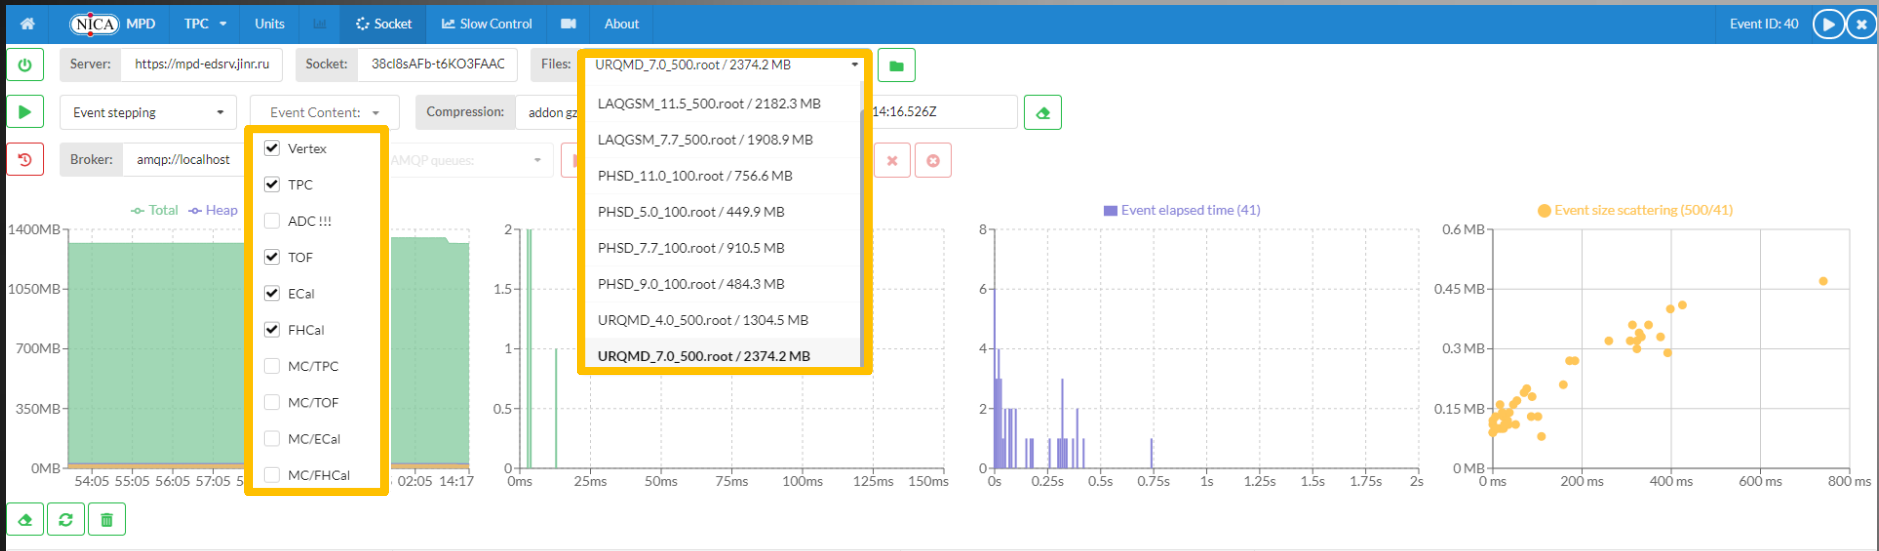 NICA MPD TPC Units Socket Slow Control About Event ID: 40
Server: https://mpd-edsrv.jinr.ru Socket: 38cl8sAFb-t6KO3FAAC Files: URQMD_7.0_500.root / 2374.2 MB
Event stepping Event Content: Compression: addon gz 14:16.526Z
Broker: amqp://localhost AMQP queues:
Vertex
TPC
ADC !!!
TOF
ECal
FHCal
MC/TPC
MC/TOF
MC/ECal
MC/FHCal
LAQGSM_11.5_500.root / 2182.3 MB
LAQGSM_7.7_500.root / 1908.9 MB
PHSD_11.0_100.root / 756.6 MB
PHSD_5.0_100.root / 449.9 MB
PHSD_7.7_100.root / 910.5 MB
PHSD_9.0_100.root / 484.3 MB
URQMD_4.0_500.root / 1304.5 MB
URQMD_7.0_500.root / 2374.2 MB
Total Heap
1400MB
1050MB
700MB
350MB
0MB
54:05 55:05 56:05 57:05 5 02:05 14:17
2
1.5
1
0.5
0
0ms 25ms 50ms 75ms 100ms 125ms 150ms
Event elapsed time (41)
8
6
4
2
0
0s 0.25s 0.5s 0.75s 1s 1.25s 1.5s 1.75s 2s
Event size scattering (500/41)
0.6 MB
0.45 MB
0.3 MB
0.15 MB
0 MB
0 ms 200 ms 400 ms 600 ms 800 ms